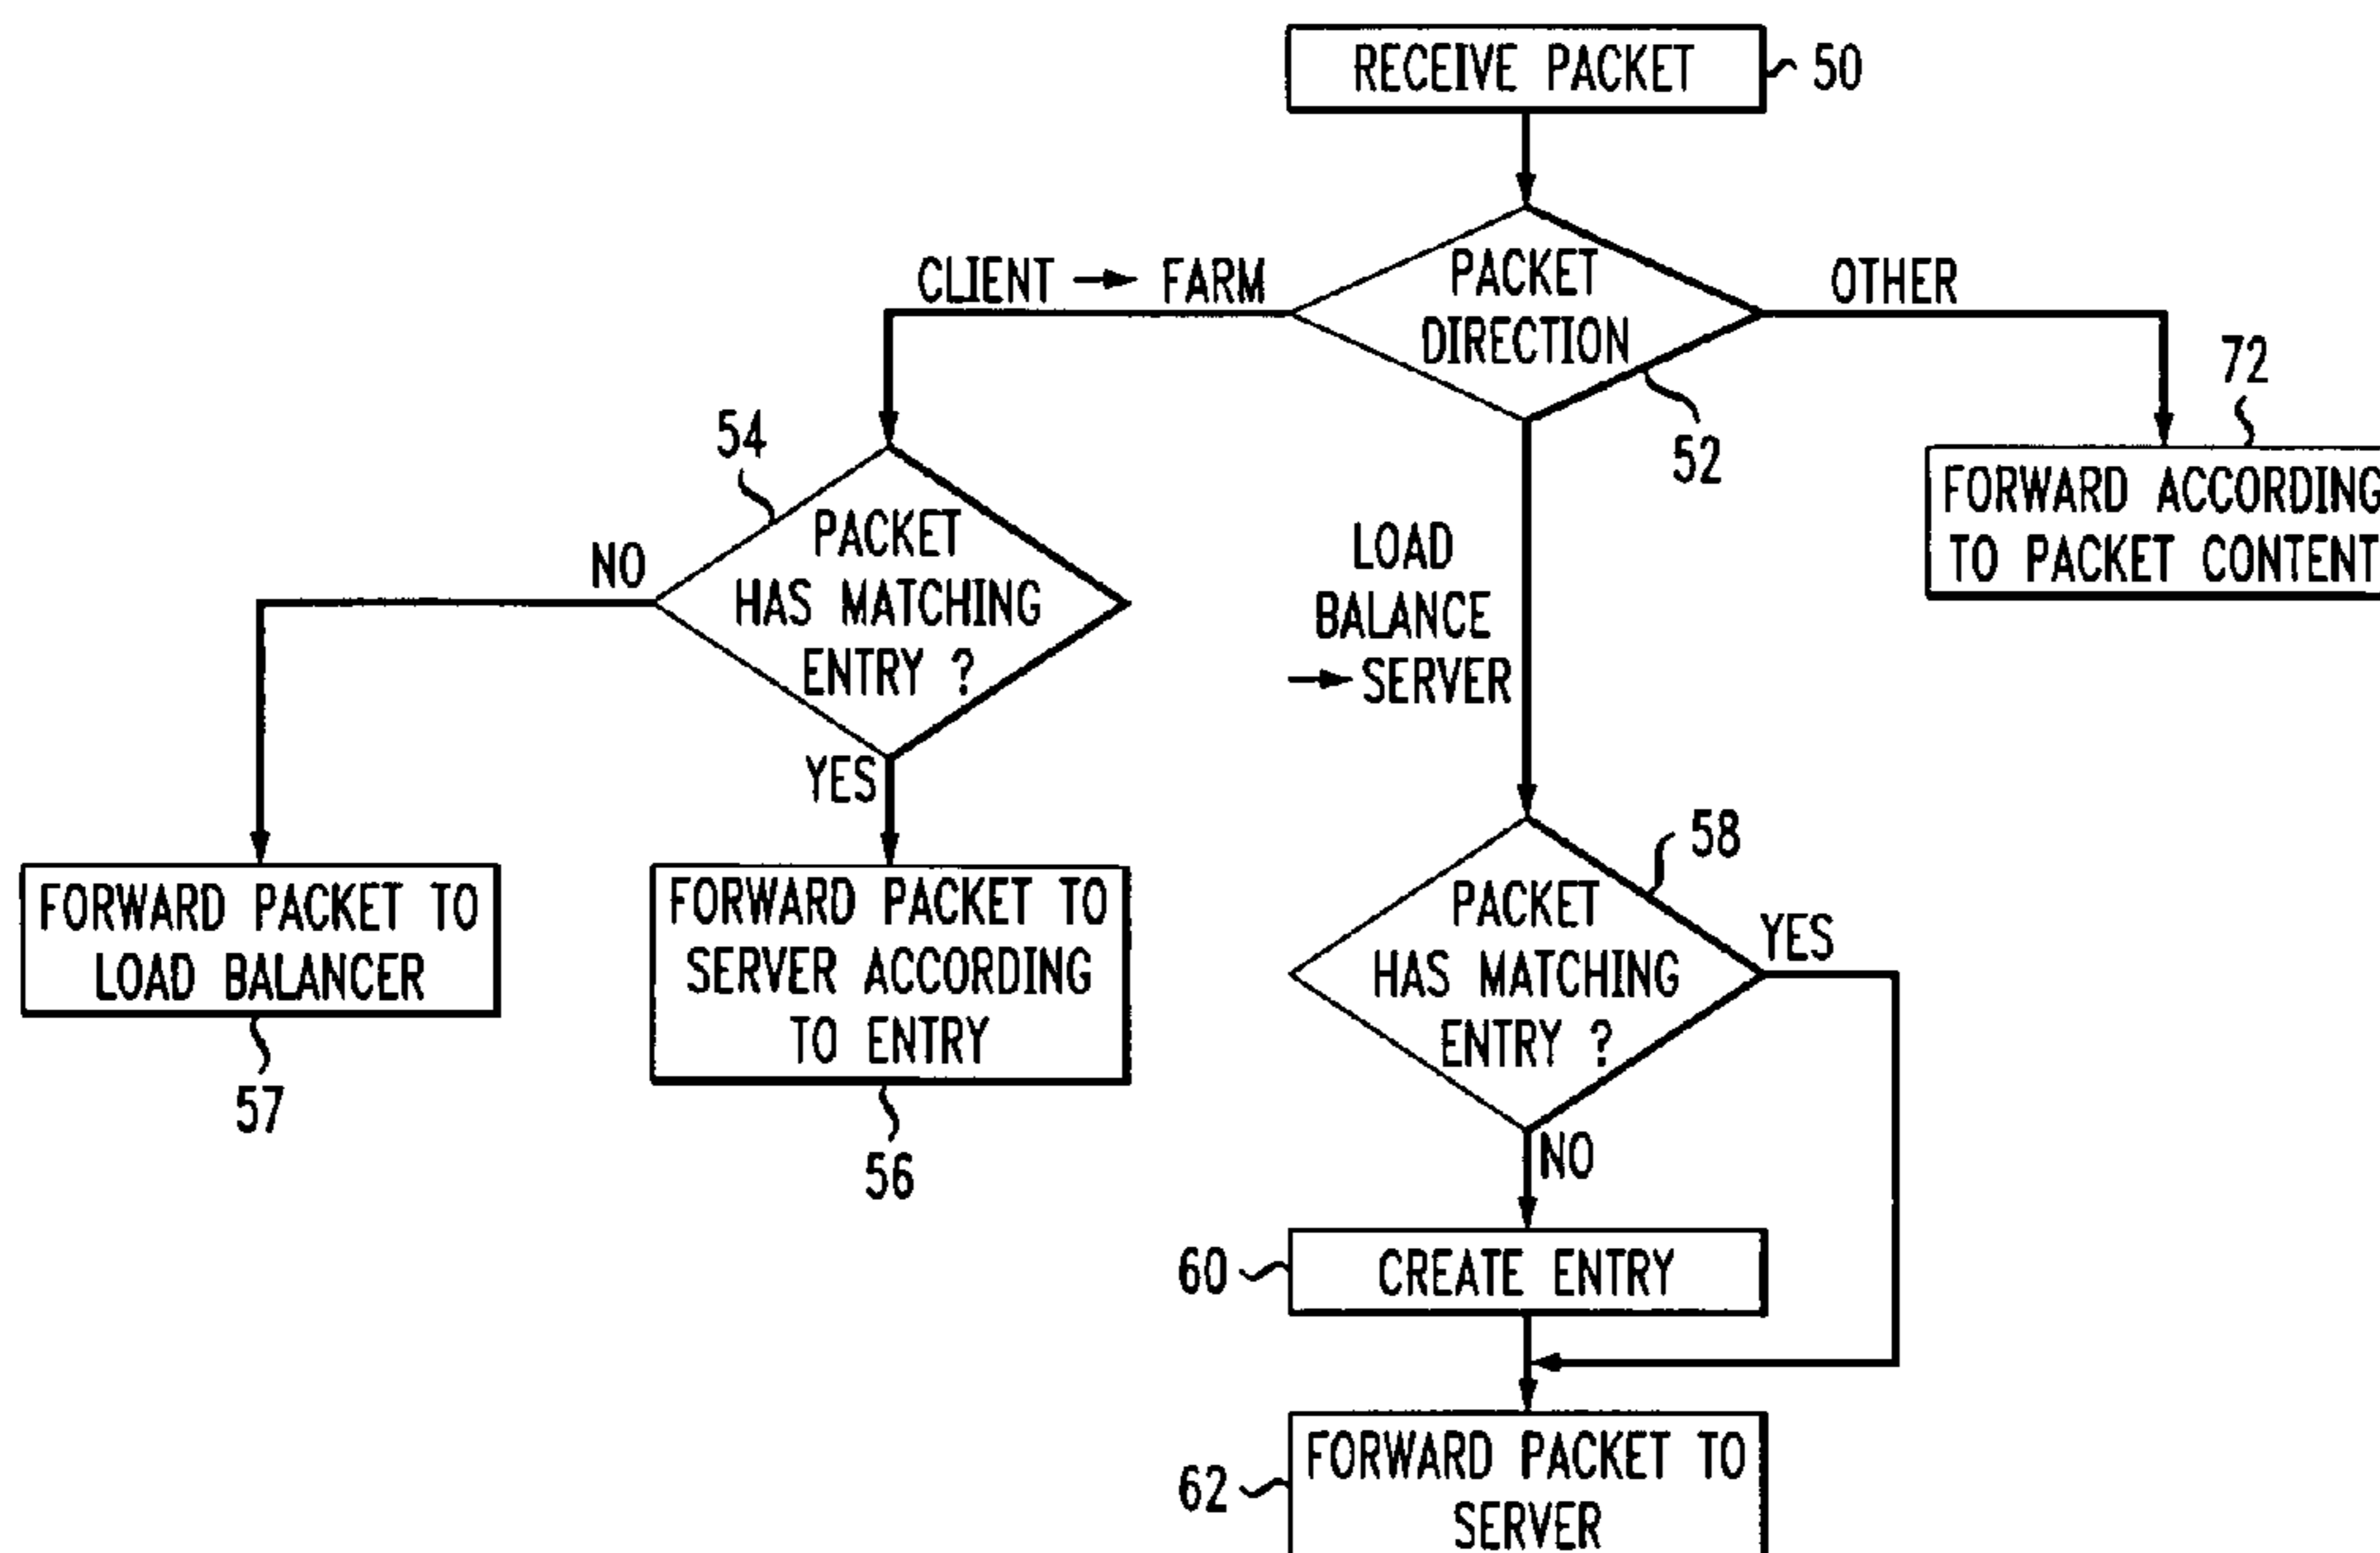 RECEIVE PACKET
50
PACKET
DIRECTION
52
CLIENT → FARM
OTHER
72
FORWARD ACCORDING
TO PACKET CONTENT
54
PACKET
HAS MATCHING
ENTRY ?
NO
YES
FORWARD PACKET TO
LOAD BALANCER
57
FORWARD PACKET TO
SERVER ACCORDING
TO ENTRY
56
LOAD
BALANCE
→ SERVER
58
PACKET
HAS MATCHING
ENTRY ?
YES
NO
60
CREATE ENTRY
62
FORWARD PACKET TO
SERVER